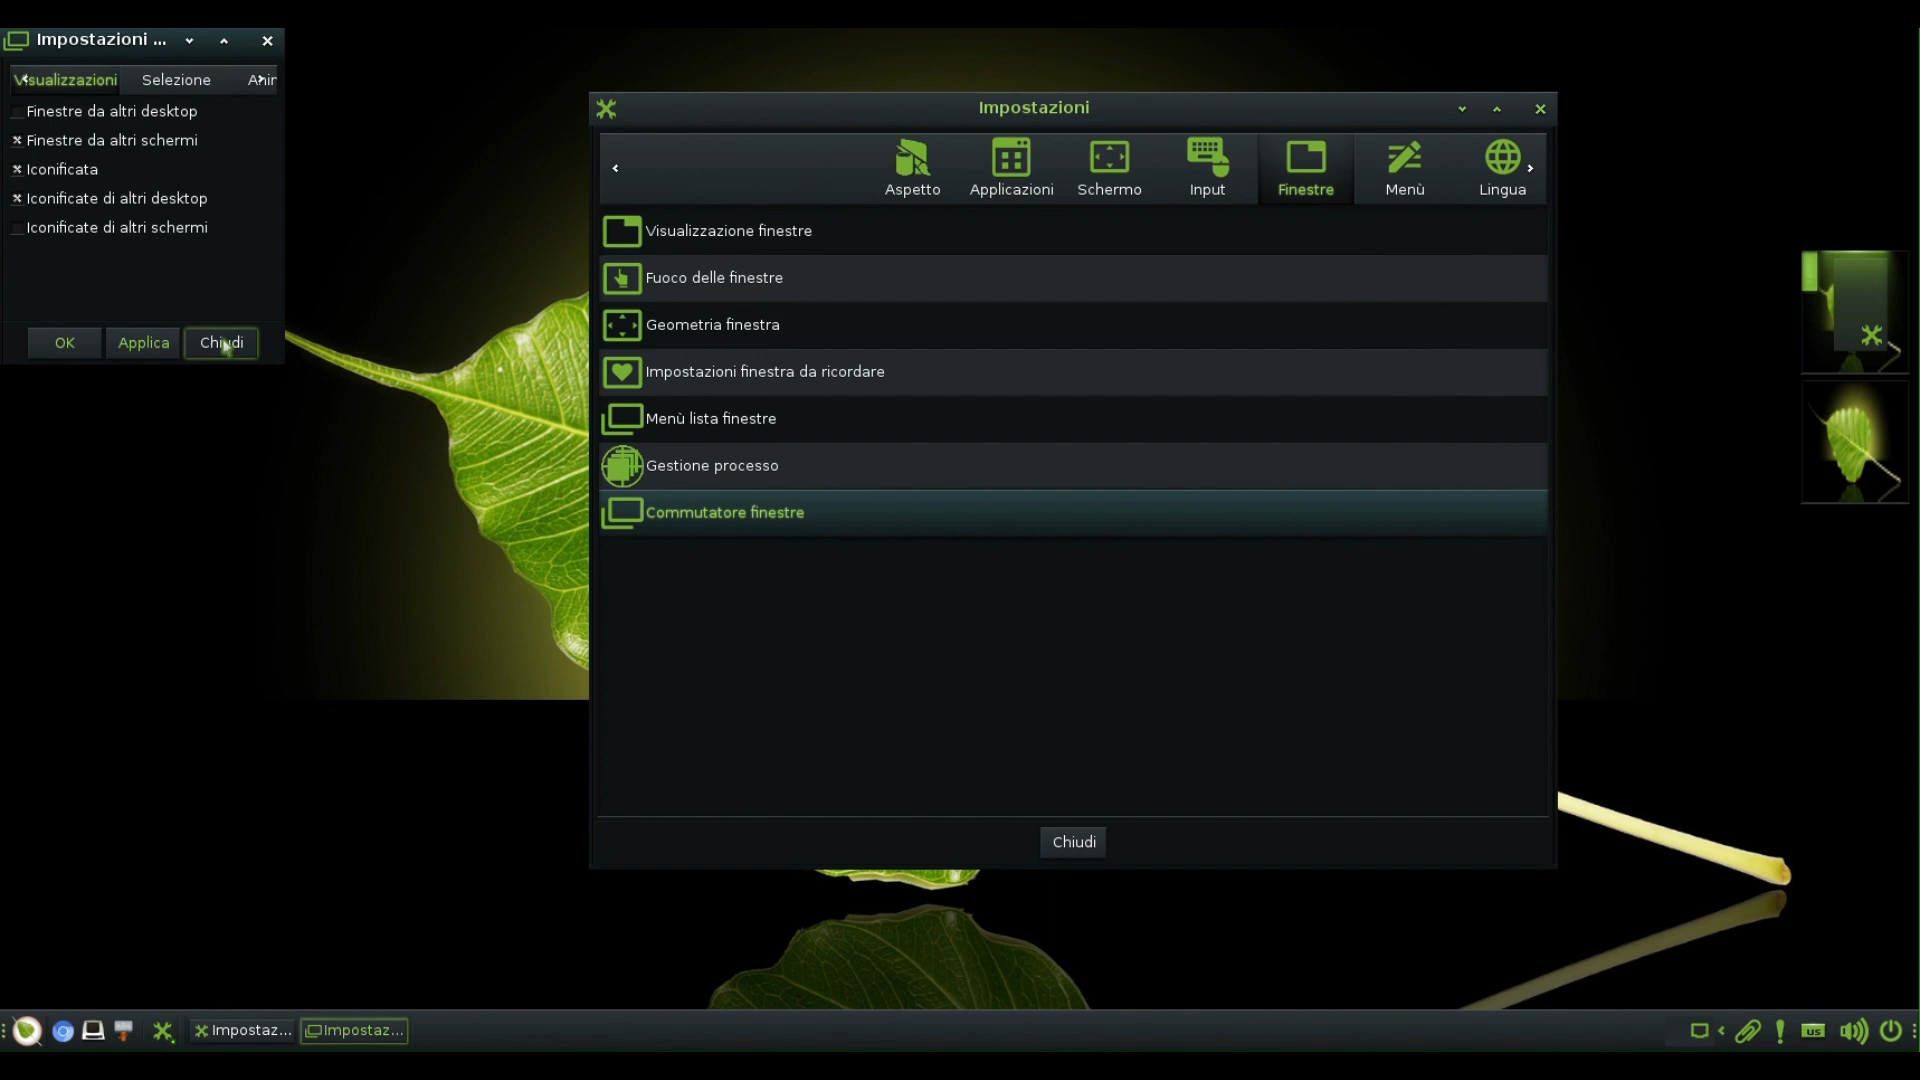 Impostazioni ...
Visualizzazioni Selezione
Finestre da altri desktop
Finestre da altri schermi
Iconificata
Iconificate di altri desktop
Iconificate di altri schermi
OK Applica Chiudi
Impostazioni
Aspetto Applicazioni Schermo Input Finestre Menù Lingua
Visualizzazione finestre
Fuoco delle finestre
Geometria finestra
Impostazioni finestra da ricordare
Menù lista finestre
Gestione processo
Commutatore finestre
Chiudi
Impostaz... Impostaz... us